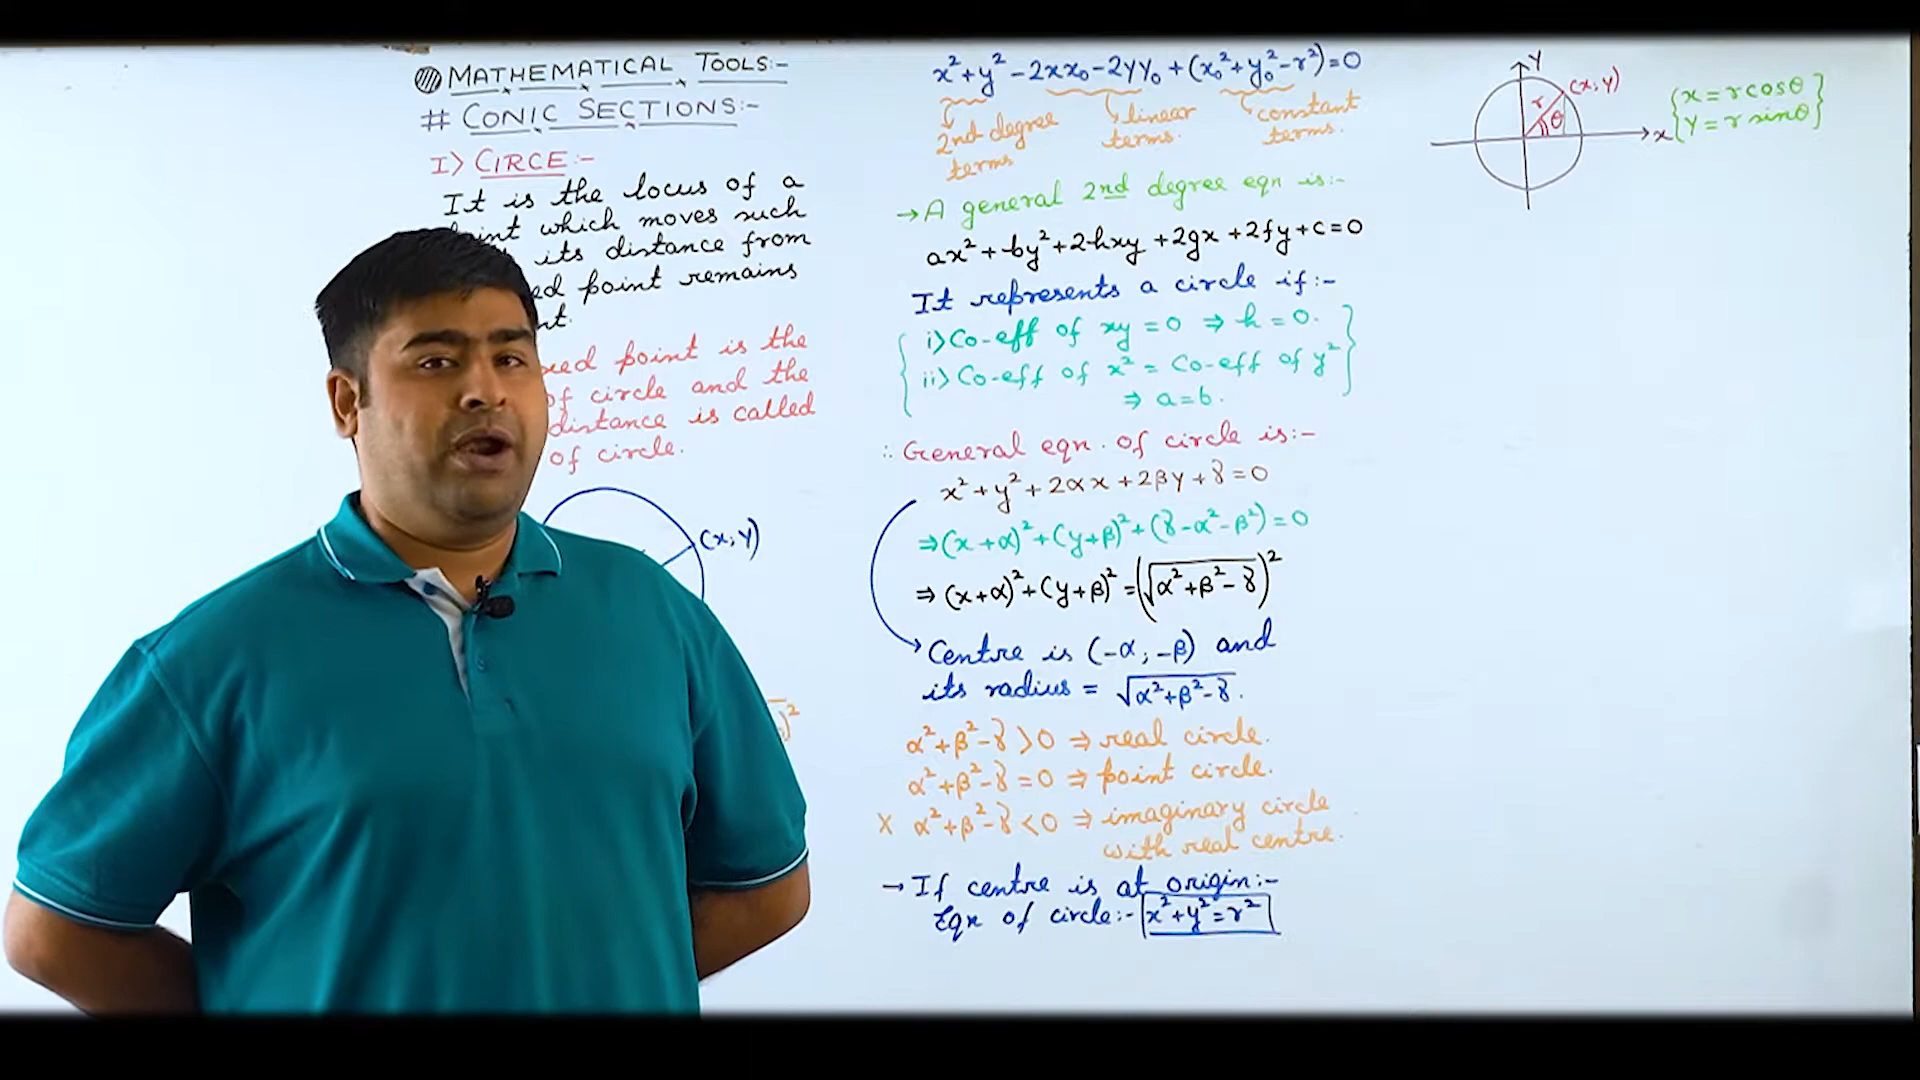 MATHEMATICAL TOOLS:-
# CONIC SECTIONS:-
I> CIRCE:-
It is the locus of a
which moves such
its distance from
point remains
point is the
of circle and the
distance is called
of circle.
(x, y)
x²+y²-2xx₀-2yy₀+(x₀²+y₀²-r²)=0
2nd degree terms
linear terms.
constant terms.
→A general 2nd degree eqn is:-
ax²+by²+2hxy+2gx+2fy+c=0
It represents a circle if:-
i> Co-eff of xy=0 ⇒ h=0.
ii> Co-eff of x² = Co-eff of y²
⇒ a=b.
∴ General eqn. of circle is:-
x²+y²+2αx+2βy+γ=0
⇒(x+α)²+(y+β)²+(γ-α²-β²)=0
⇒(x+α)²+(y+β)²=(√α²+β²-γ)²
Centre is (-α, -β) and
its radius = √α²+β²-γ.
α²+β²-γ>0 ⇒ real circle.
α²+β²-γ=0 ⇒ point circle.
X α²+β²-γ<0 ⇒ imaginary circle
with real centre.
→If centre is at origin:-
Eqn of circle:- x²+y²=r²
Y
(x, y)
r
θ
x
{x=rcosθ
y=r sinθ}